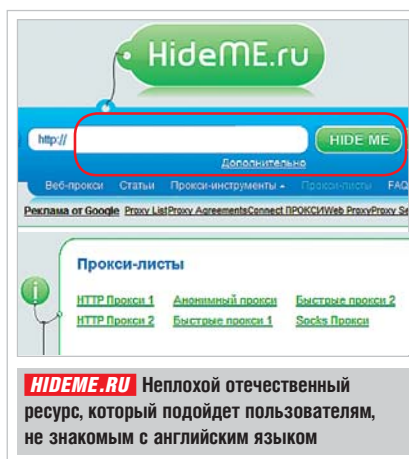 HideME.ru
http:// HIDE ME
Дополнительно
Веб-прокси Статьи Прокси-инструменты Прокси-листы FAQ
Реклама от Google Proxy List Proxy Agreements Connect ПРОКСИ Web Proxy Proxy Se
Прокси-листы
HTTP Прокси 1 Анонимный прокси Быстрые прокси 2
HTTP Прокси 2 Быстрые прокси 1 Socks Прокси
HIDEME.RU Неплохой отечественный
ресурс, который подойдет пользователям,
не знакомым с английским языком